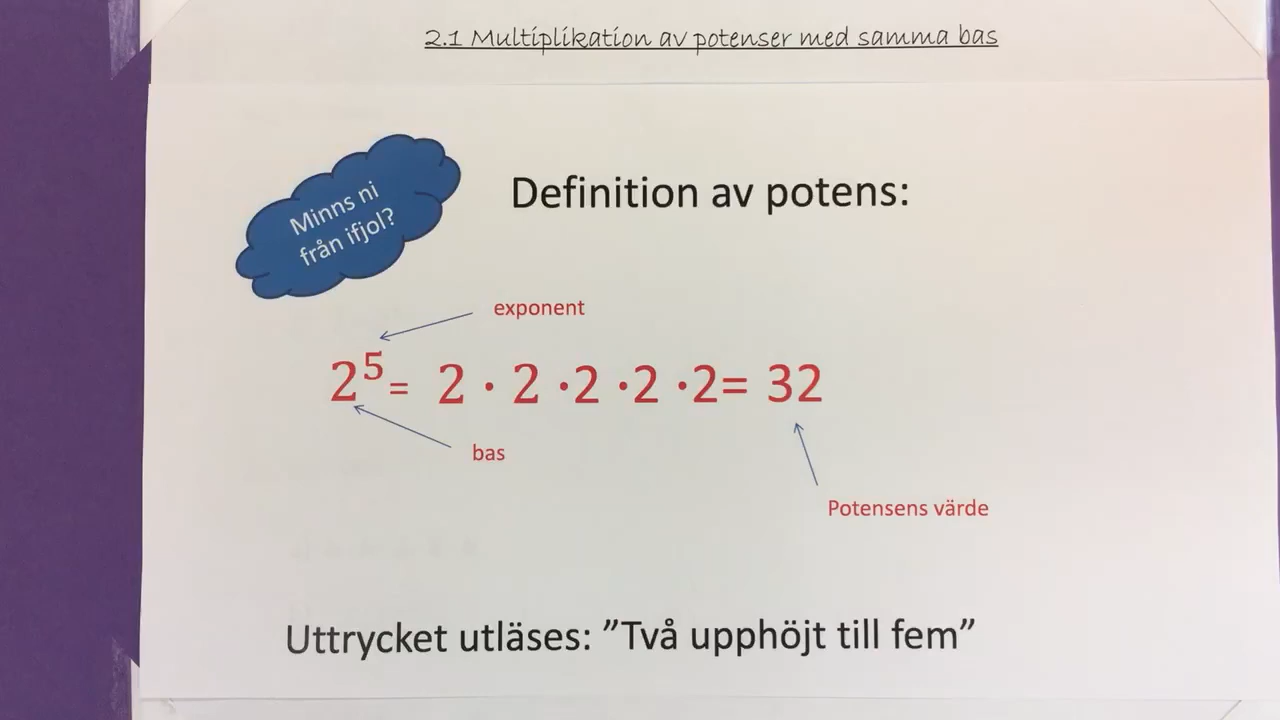 2.1 Multiplikation av potenser med samma bas
Minns ni
från ifjol?
Definition av potens:
exponent
2⁵= 2 · 2 ·2 ·2 ·2= 32
bas
Potensens värde
Uttrycket utläses: ”Två upphöjt till fem”